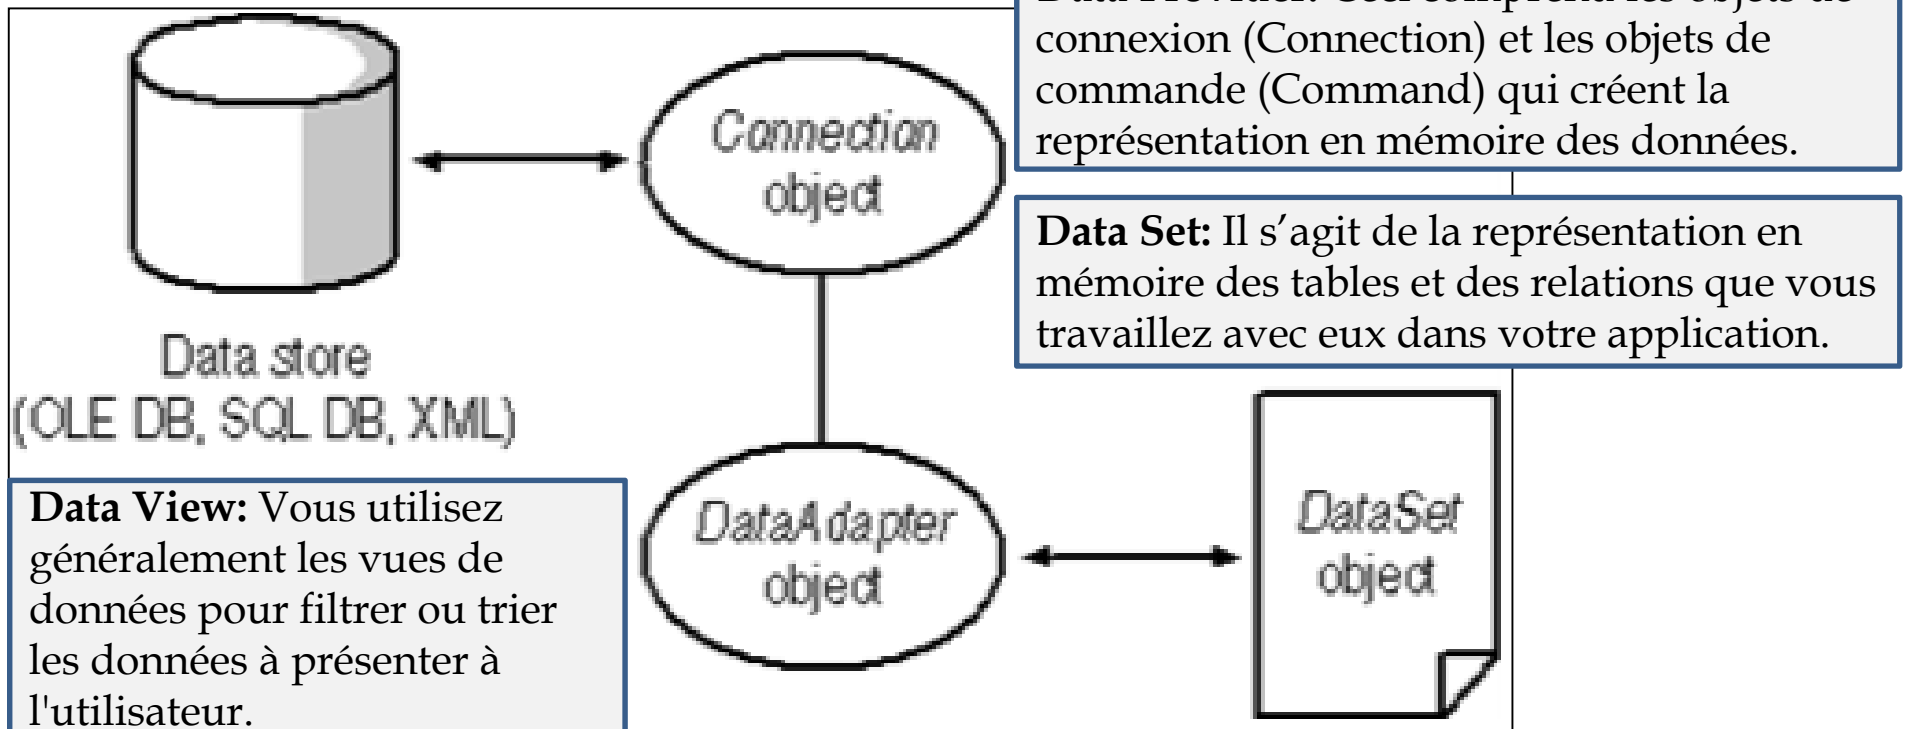 connexion (Connection) et les objets de
commande (Command) qui créent la
représentation en mémoire des données.
Connection
object
Data Set: Il s’agit de la représentation en
mémoire des tables et des relations que vous
travaillez avec eux dans votre application.
Data store
(OLE DB, SQL DB, XML)
Data View: Vous utilisez
généralement les vues de
données pour filtrer ou trier
les données à présenter à
l'utilisateur.
DataAdapter
object
DataSet
object